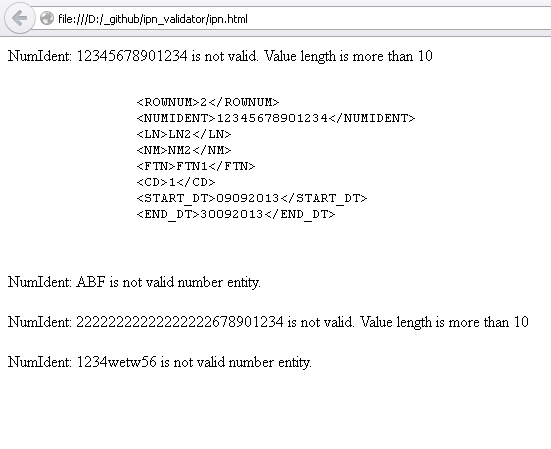 file:///D:/_github/ipn_validator/ipn.html
NumIdent: 12345678901234 is not valid. Value length is more than 10
<ROWNUM>2</ROWNUM>
<NUMIDENT>12345678901234</NUMIDENT>
<LN>LN2</LN>
<NM>NM2</NM>
<FTN>FTN1</FTN>
<CD>1</CD>
<START_DT>09092013</START_DT>
<END_DT>30092013</END_DT>
NumIdent: ABF is not valid number entity.
NumIdent: 22222222222222222678901234 is not valid. Value length is more than 10
NumIdent: 1234wetw56 is not valid number entity.